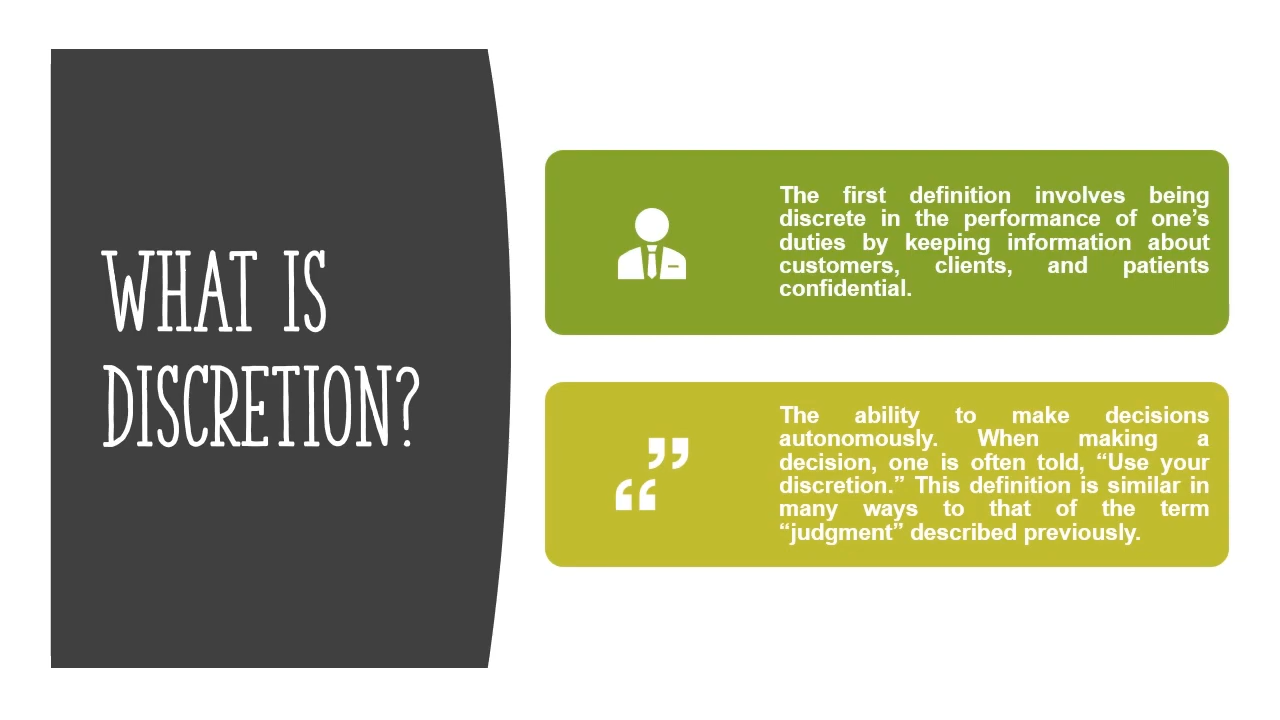 WHAT IS
DISCRETION?
The first definition involves being
discrete in the performance of one’s
duties by keeping information about
customers, clients, and patients
confidential.
The ability to make decisions
autonomously. When making a
decision, one is often told, “Use your
discretion.” This definition is similar in
many ways to that of the term
“judgment” described previously.